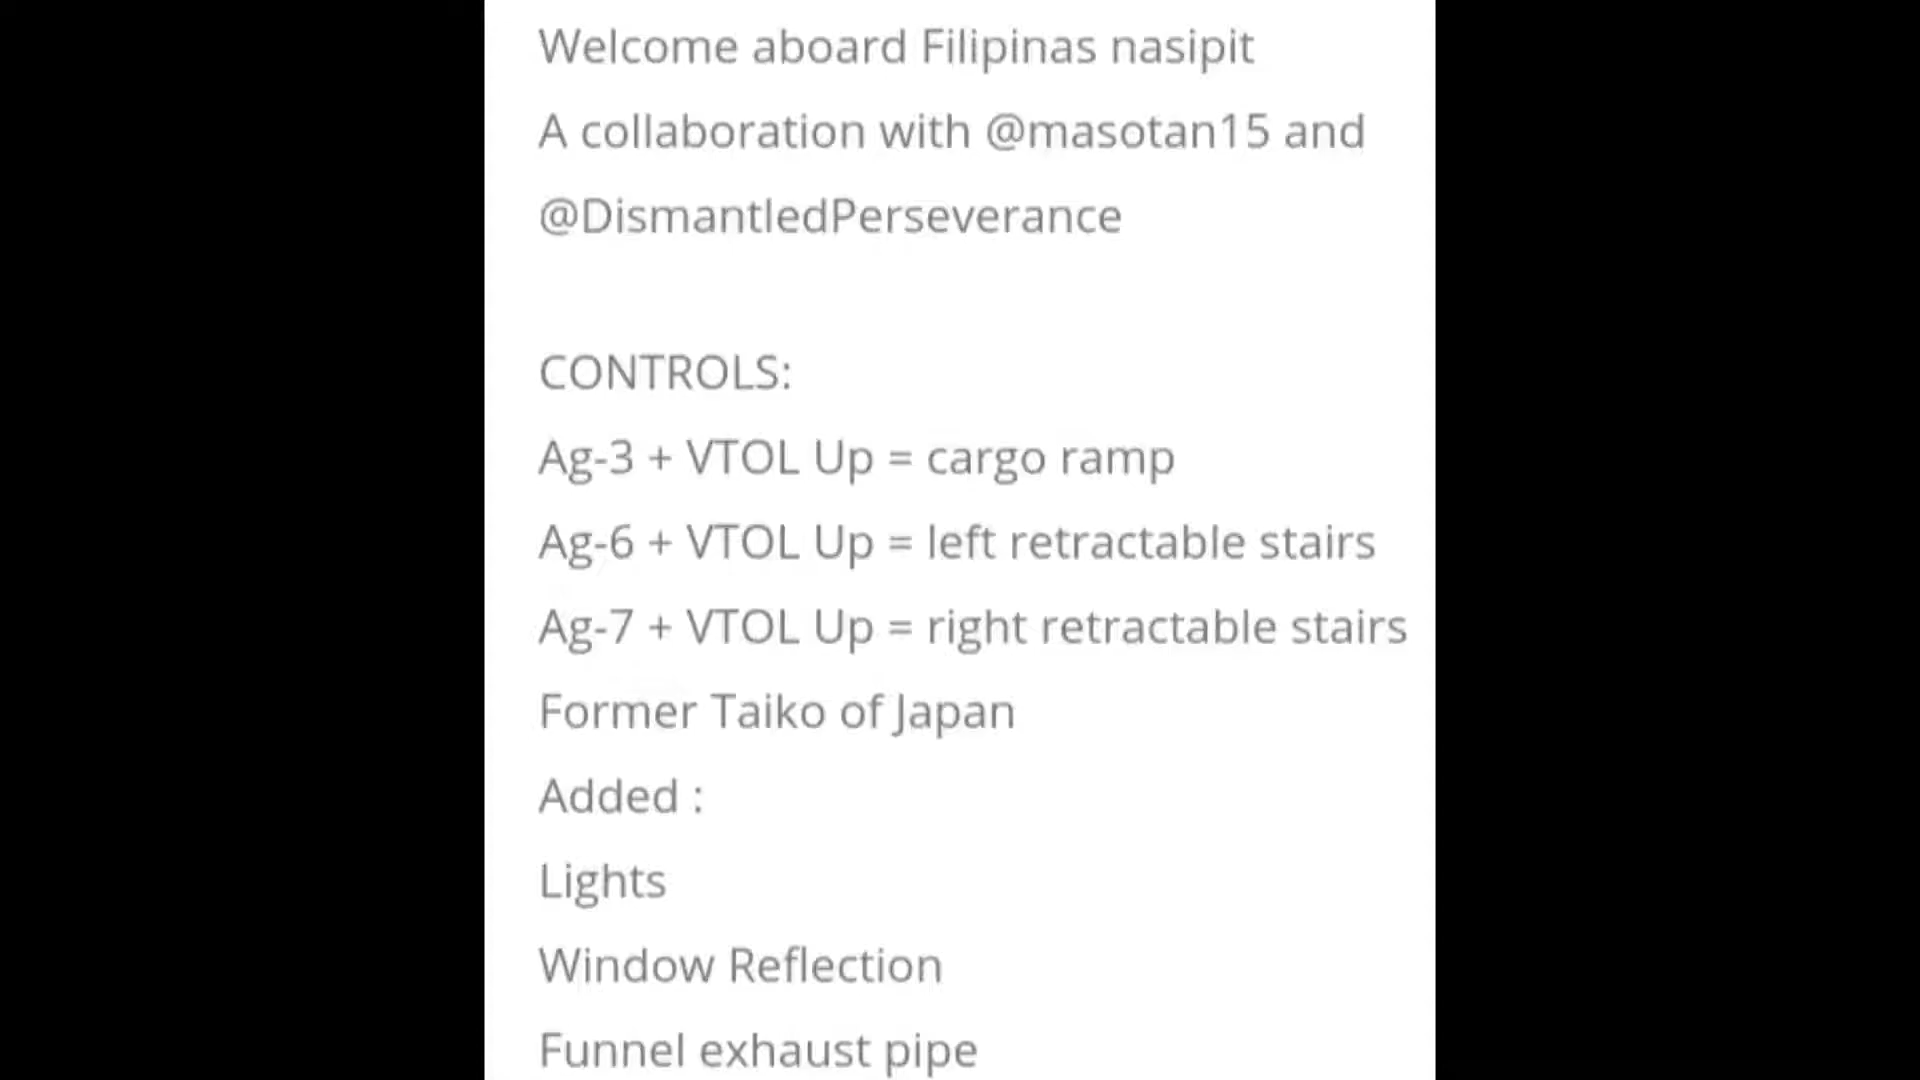 Welcome aboard Filipinas nasipit
A collaboration with @masotan15 and
@DismantledPerseverance
CONTROLS:
Ag-3 + VTOL Up = cargo ramp
Ag-6 + VTOL Up = left retractable stairs
Ag-7 + VTOL Up = right retractable stairs
Former Taiko of Japan
Added :
Lights
Window Reflection
Funnel exhaust pipe